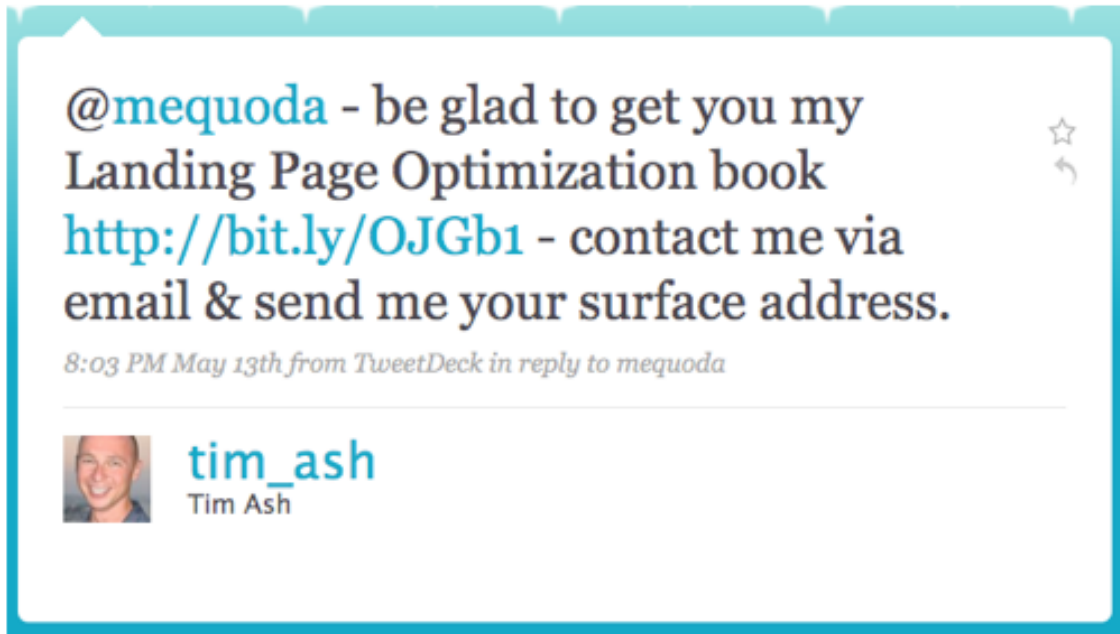 @mequoda - be glad to get you my
Landing Page Optimization book
http://bit.ly/OJGb1 - contact me via
email & send me your surface address.
8:03 PM May 13th from TweetDeck in reply to mequoda
tim_ash
Tim Ash